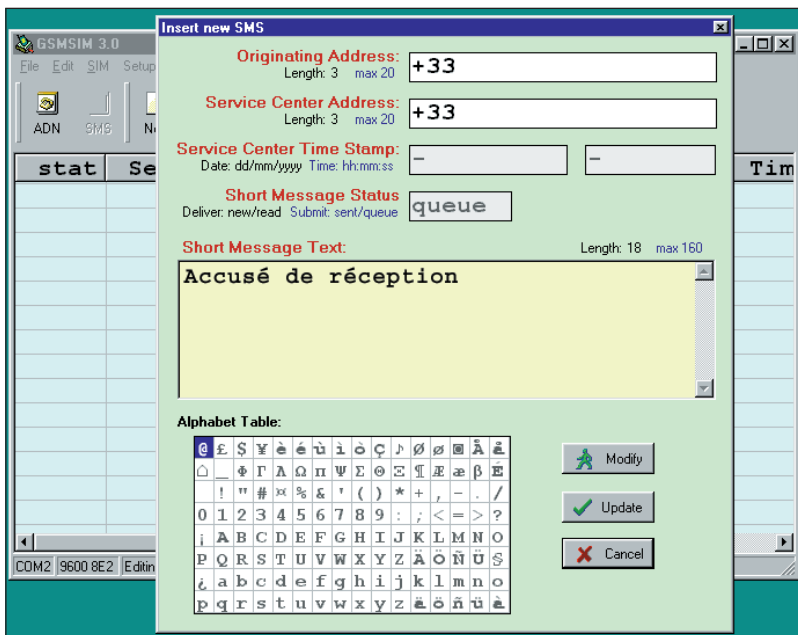 Insert new SMS
GSMSIM 3.0
File Edit SIM Setup
ADN SMS N
stat Se Tim
Originating Address: +33
Length: 3 max 20
Service Center Address: +33
Length: 3 max 20
Service Center Time Stamp: – –
Date: dd/mm/yyyy Time: hh:mm:ss
Short Message Status queue
Deliver: new/read Submit: sent/queue
Short Message Text: Length: 18 max 160
Accusé de réception
Alphabet Table:
@ £ $ ¥ è é ù ì ò Ç ♪ Ø ø ◙ Å å
⌂ _ Φ Γ Λ Ω π Ψ Σ Θ Ξ ¶ Æ æ β É
! " # ¤ % & ' ( ) * + , - . /
0 1 2 3 4 5 6 7 8 9 : ; < = > ?
¡ A B C D E F G H I J K L M N O
P Q R S T U V W X Y Z Ä Ö Ñ Ü §
¿ a b c d e f g h i j k l m n o
p q r s t u v w x y z ä ö ñ ü à
Modify
Update
Cancel
COM2 9600 8E2 Editin